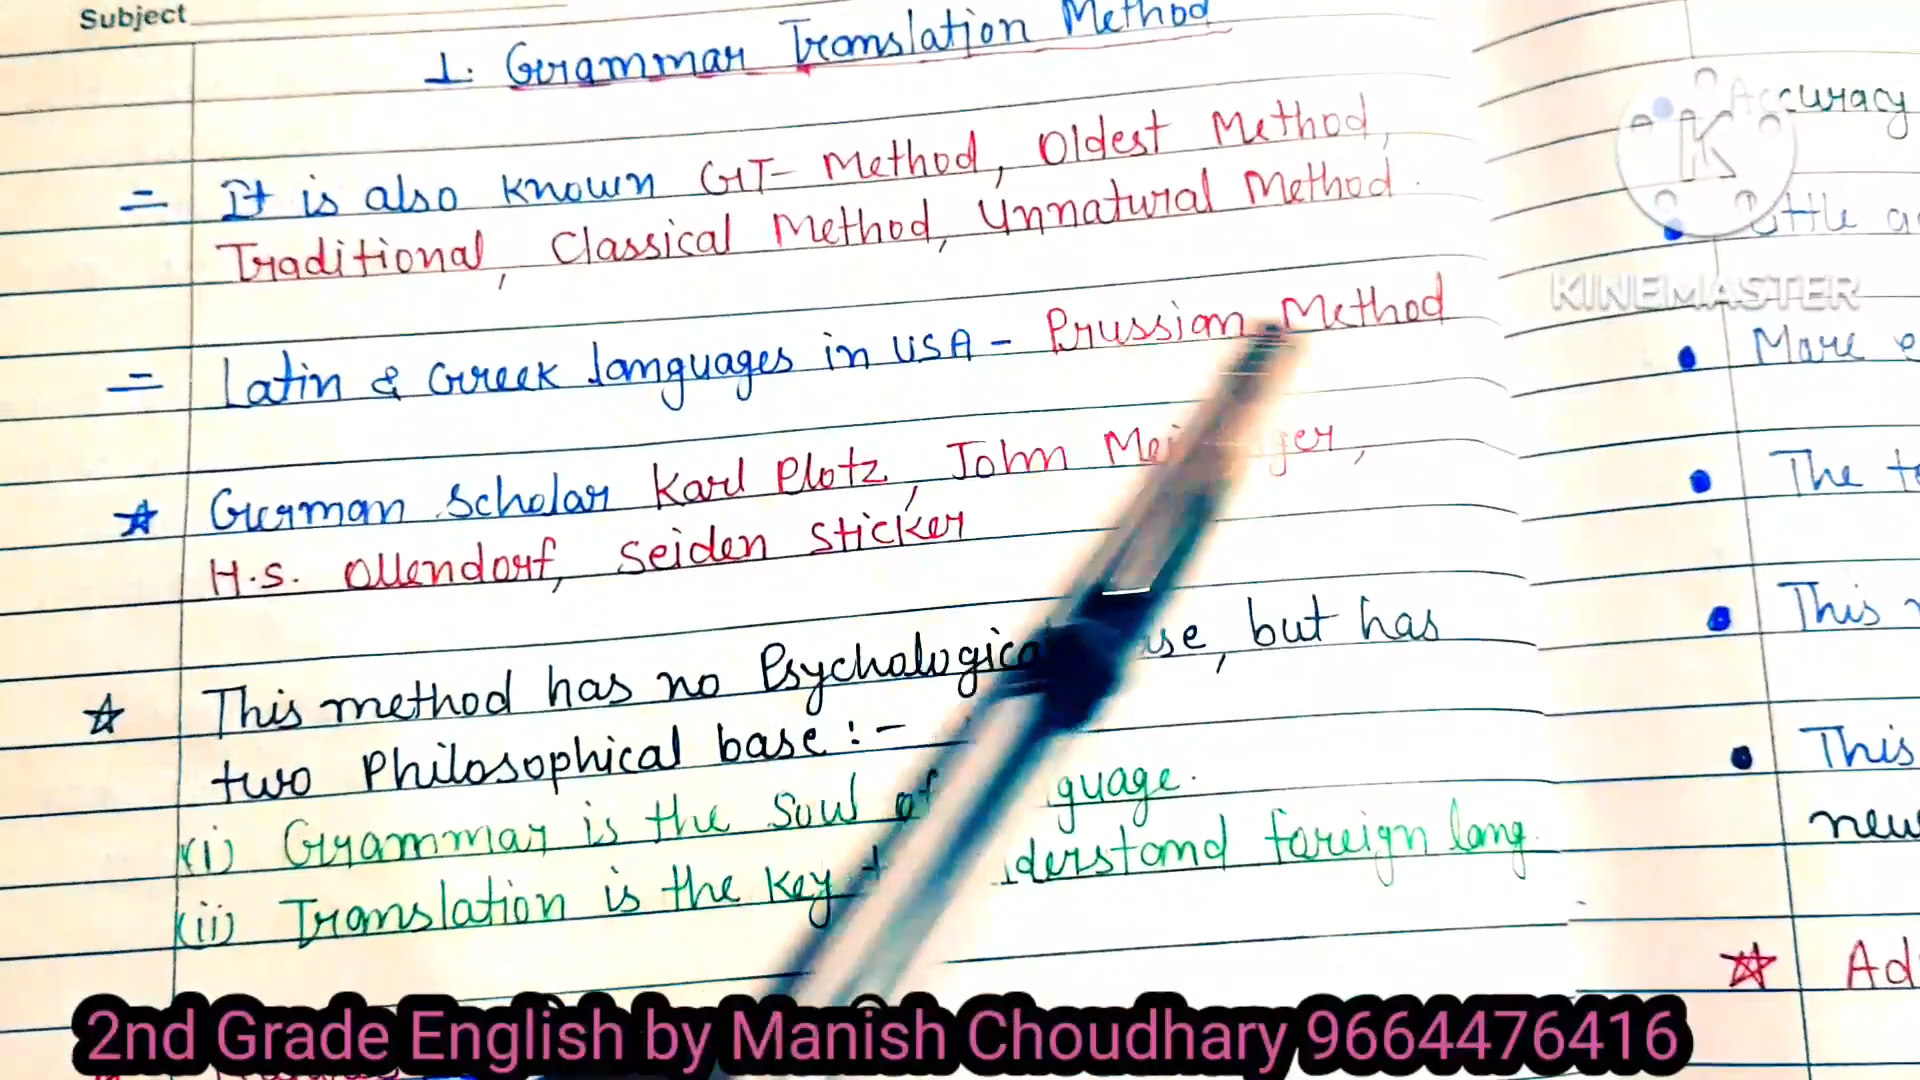 Subject
1. Grammar Translation Method
= It is also known GT- Method, Oldest Method,
Traditional, Classical Method, Unnatural Method.
= Latin & Greek languages in USA - Prussian Method
☆ German scholar Karl Plotz, John
H.S. Ollendorf, Seiden Sticker
☆ This method has no Psychological but has
two Philosophical base :-
(i) Grammar is the Soul of
(ii) Translation is the key foreign lang.
Accuracy
Little
KINEMASTER
• More
• The
• This
• This
new
☆
2nd Grade English by Manish Choudhary 9664476416